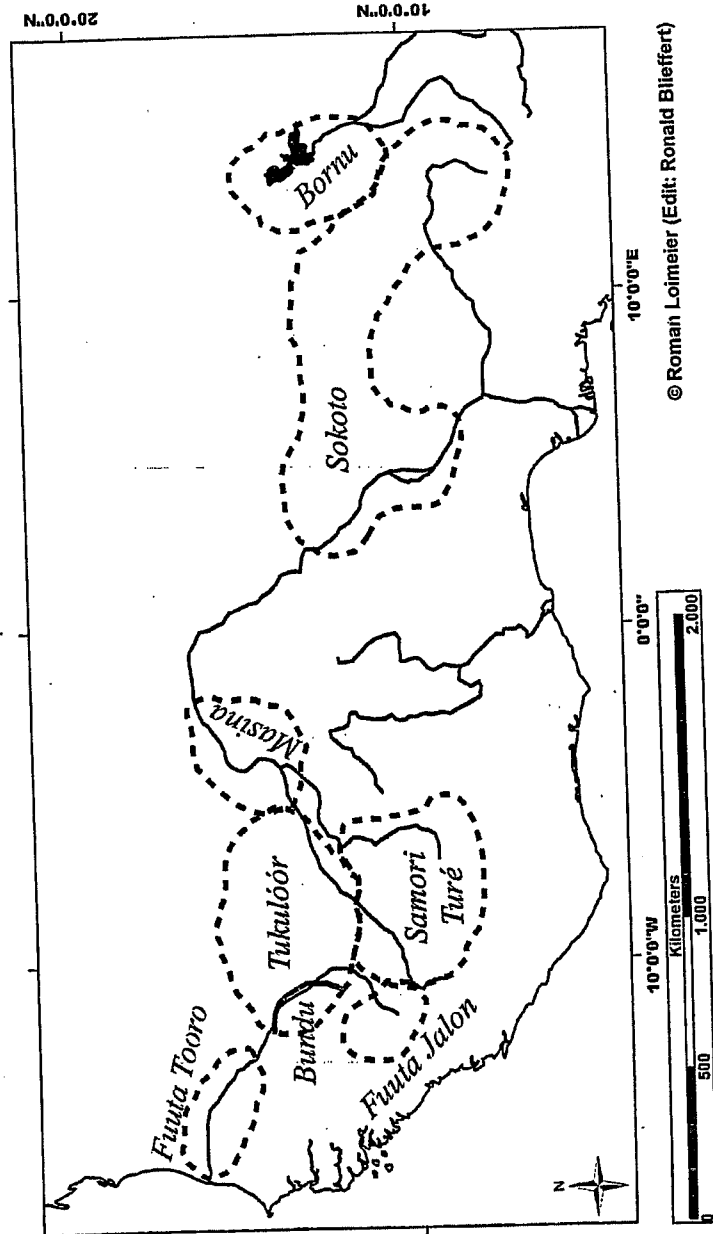 20°0'0"N
10°0'0"N
Fuuta Tooro
Bundu
Fuuta Jalon
Tukulóór
Samori
Turé
Masina
Sokoto
Bornu
N
10°0'0"W
0°0'0"
10°0'0"E
Kilometers
0
500
1.000
2.000
© Roman Loimeier (Edit: Ronald Blieffert)